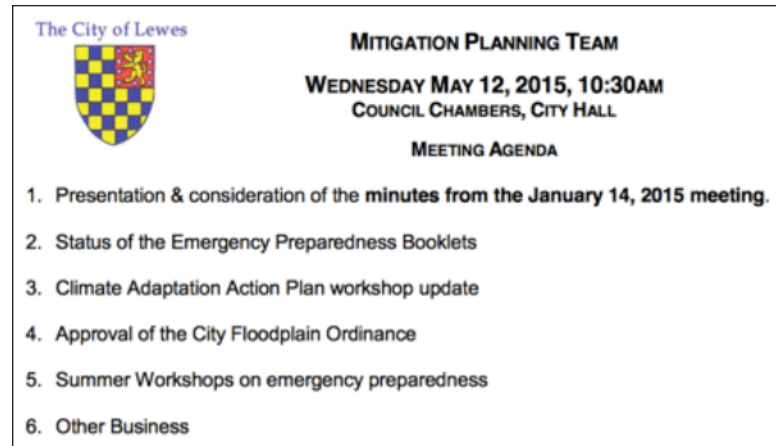 The City of Lewes
MITIGATION PLANNING TEAM
WEDNESDAY MAY 12, 2015, 10:30AM
COUNCIL CHAMBERS, CITY HALL
MEETING AGENDA
1. Presentation & consideration of the minutes from the January 14, 2015 meeting.
2. Status of the Emergency Preparedness Booklets
3. Climate Adaptation Action Plan workshop update
4. Approval of the City Floodplain Ordinance
5. Summer Workshops on emergency preparedness
6. Other Business